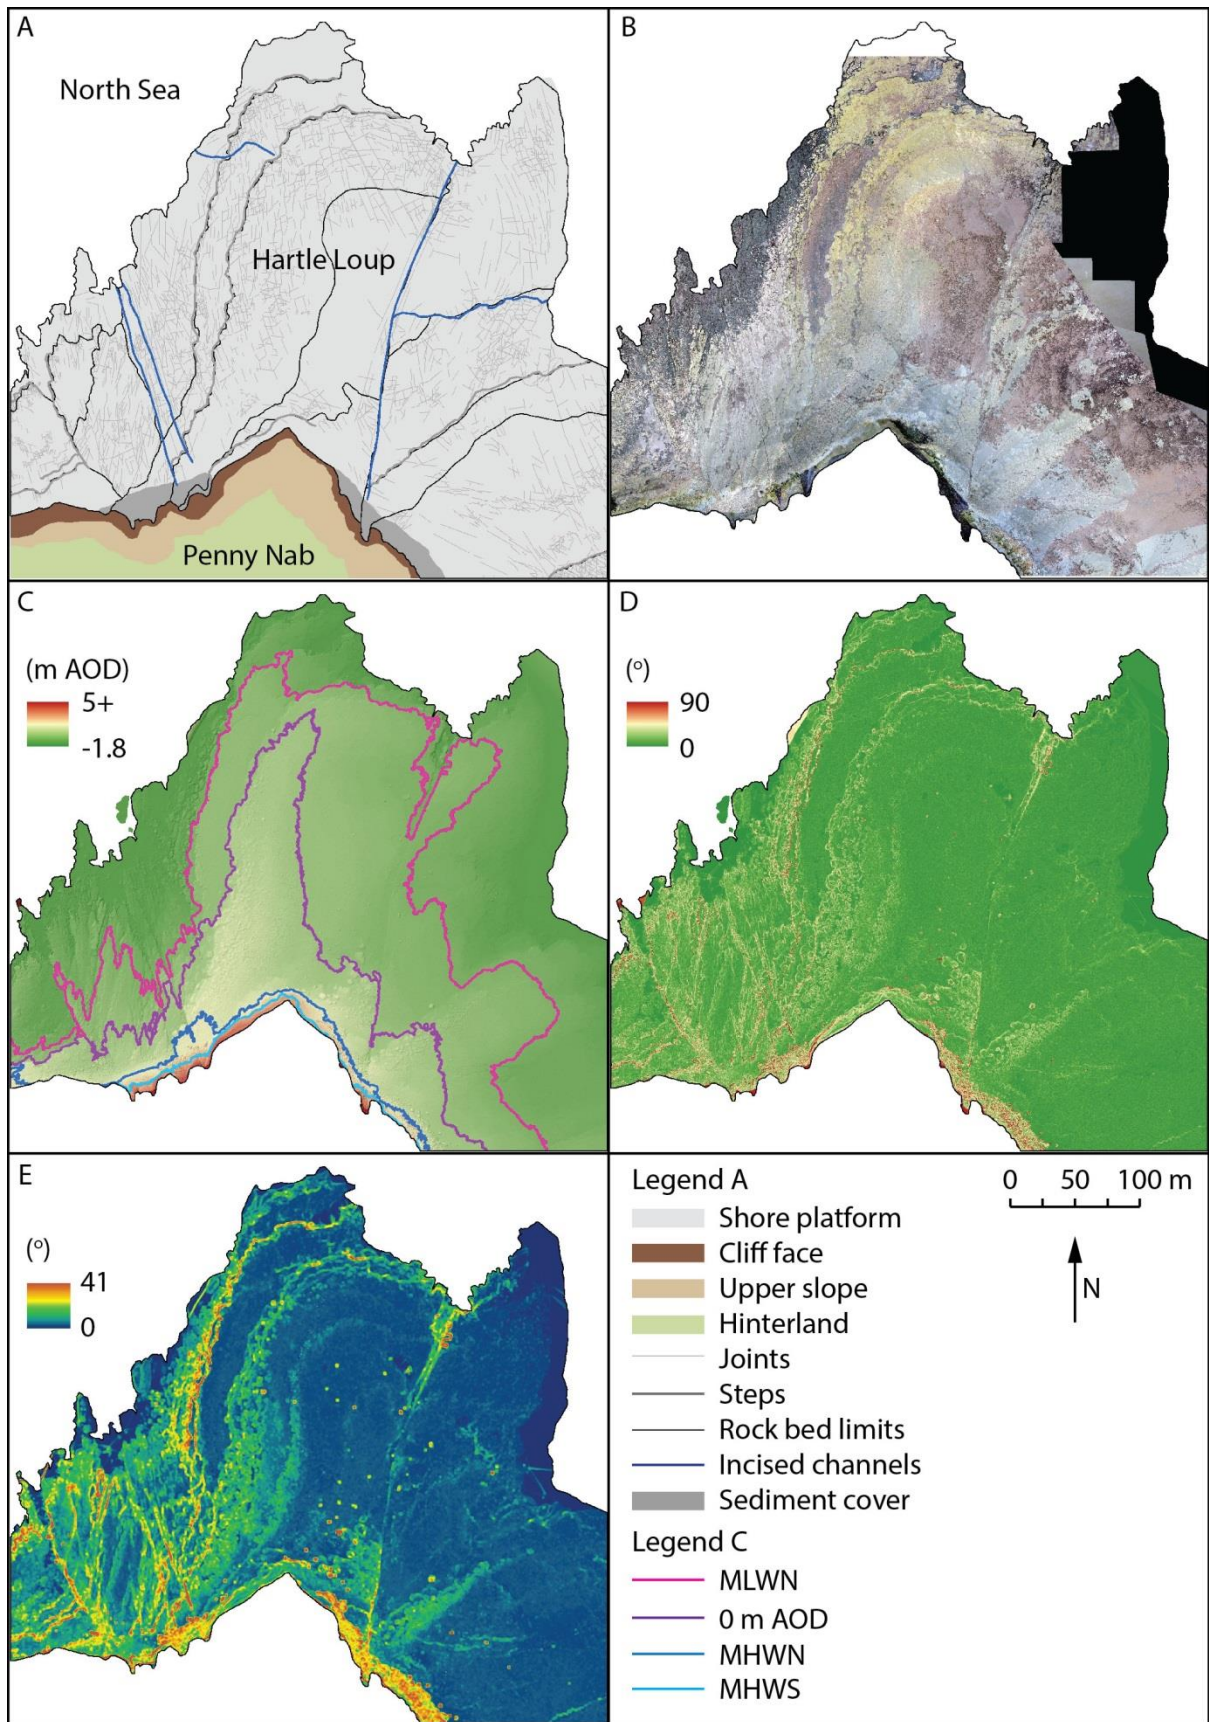 A
North Sea
Hartle Loup
Penny Nab
B
C
(m AOD)
5+
-1.8
D
(°)
90
0
E
(°)
41
0
Legend A
Shore platform
Cliff face
Upper slope
Hinterland
Joints
Steps
Rock bed limits
Incised channels
Sediment cover
Legend C
MLWN
0 m AOD
MHWN
MHWS
0 50 100 m
N